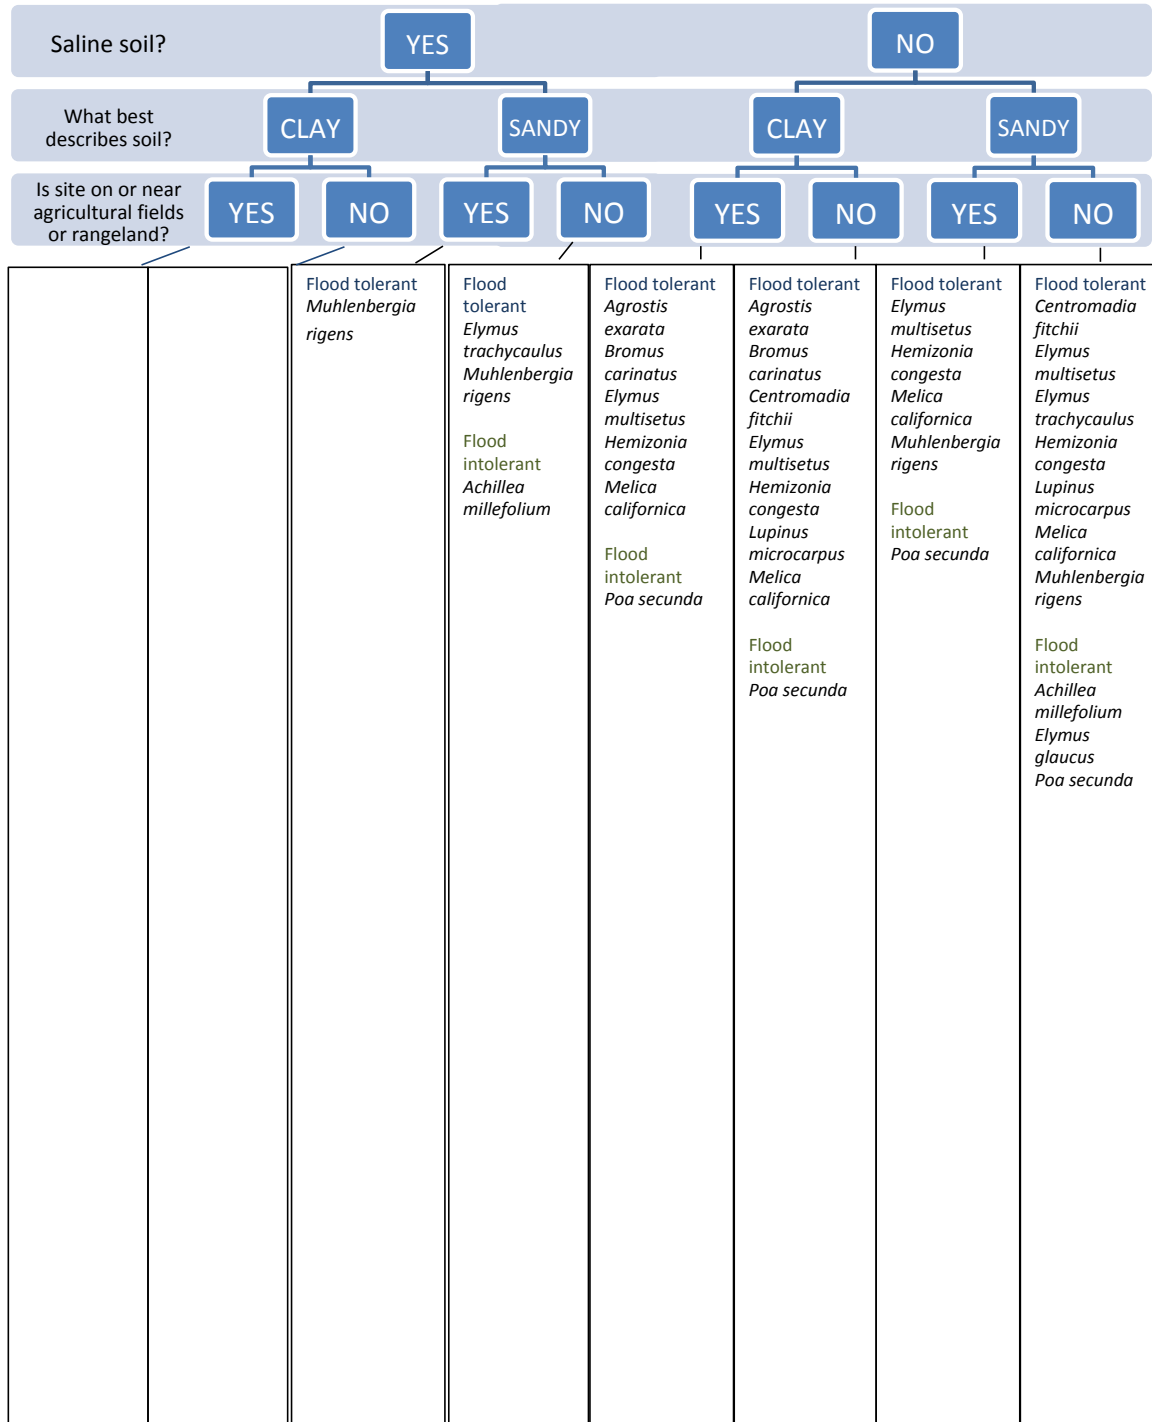 Saline soil?
YES
NO
What best
describes soil?
CLAY
SANDY
CLAY
SANDY
Is site on or near
agricultural fields
or rangeland?
YES
NO
YES
NO
YES
NO
YES
NO
Flood tolerant
Muhlenbergia
rigens
Flood
tolerant
Elymus
trachycaulus
Muhlenbergia
rigens
Flood
intolerant
Achillea
millefolium
Flood tolerant
Agrostis
exarata
Bromus
carinatus
Elymus
multisetus
Hemizonia
congesta
Melica
californica
Flood
intolerant
Poa secunda
Flood tolerant
Agrostis
exarata
Bromus
carinatus
Centromadia
fitchii
Elymus
multisetus
Hemizonia
congesta
Lupinus
microcarpus
Melica
californica
Flood
intolerant
Poa secunda
Flood tolerant
Elymus
multisetus
Hemizonia
congesta
Melica
californica
Muhlenbergia
rigens
Flood
intolerant
Poa secunda
Flood tolerant
Centromadia
fitchii
Elymus
multisetus
Elymus
trachycaulus
Hemizonia
congesta
Lupinus
microcarpus
Melica
californica
Muhlenbergia
rigens
Flood
intolerant
Achillea
millefolium
Elymus
glaucus
Poa secunda